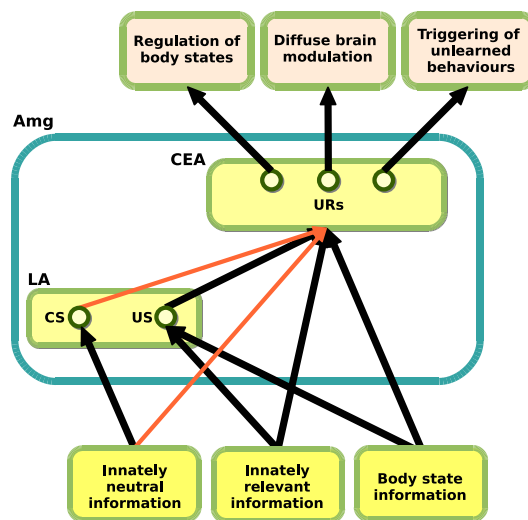 Regulation of
body states
Diffuse brain
modulation
Triggering of
unlearned
behaviours
Amg
CEA
URs
LA
CS
US
Innately
neutral
information
Innately
relevant
information
Body state
information